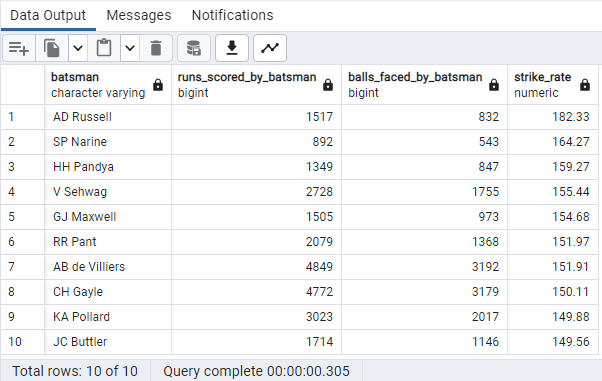 Data Output Messages Notifications
batsman runs_scored_by_batsman balls_faced_by_batsman strike_rate
character varying bigint bigint numeric
1 AD Russell 1517 832 182.33
2 SP Narine 892 543 164.27
3 HH Pandya 1349 847 159.27
4 V Sehwag 2728 1755 155.44
5 GJ Maxwell 1505 973 154.68
6 RR Pant 2079 1368 151.97
7 AB de Villiers 4849 3192 151.91
8 CH Gayle 4772 3179 150.11
9 KA Pollard 3023 2017 149.88
10 JC Buttler 1714 1146 149.56
Total rows: 10 of 10 Query complete 00:00:00.305